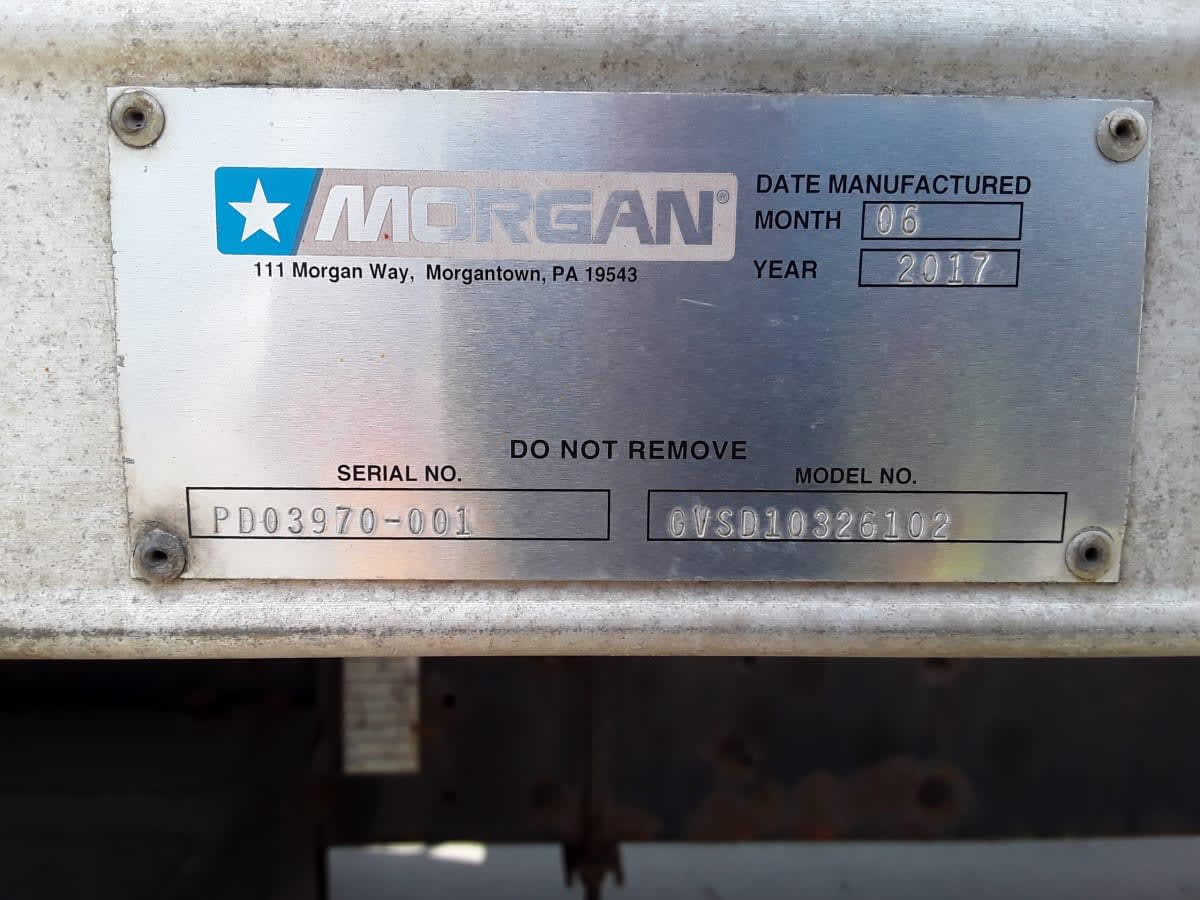 MORGAN®
111 Morgan Way, Morgantown, PA 19543
DATE MANUFACTURED
MONTH 06
YEAR 2017
DO NOT REMOVE
SERIAL NO.
PD03970-001
MODEL NO.
GVSD10326102